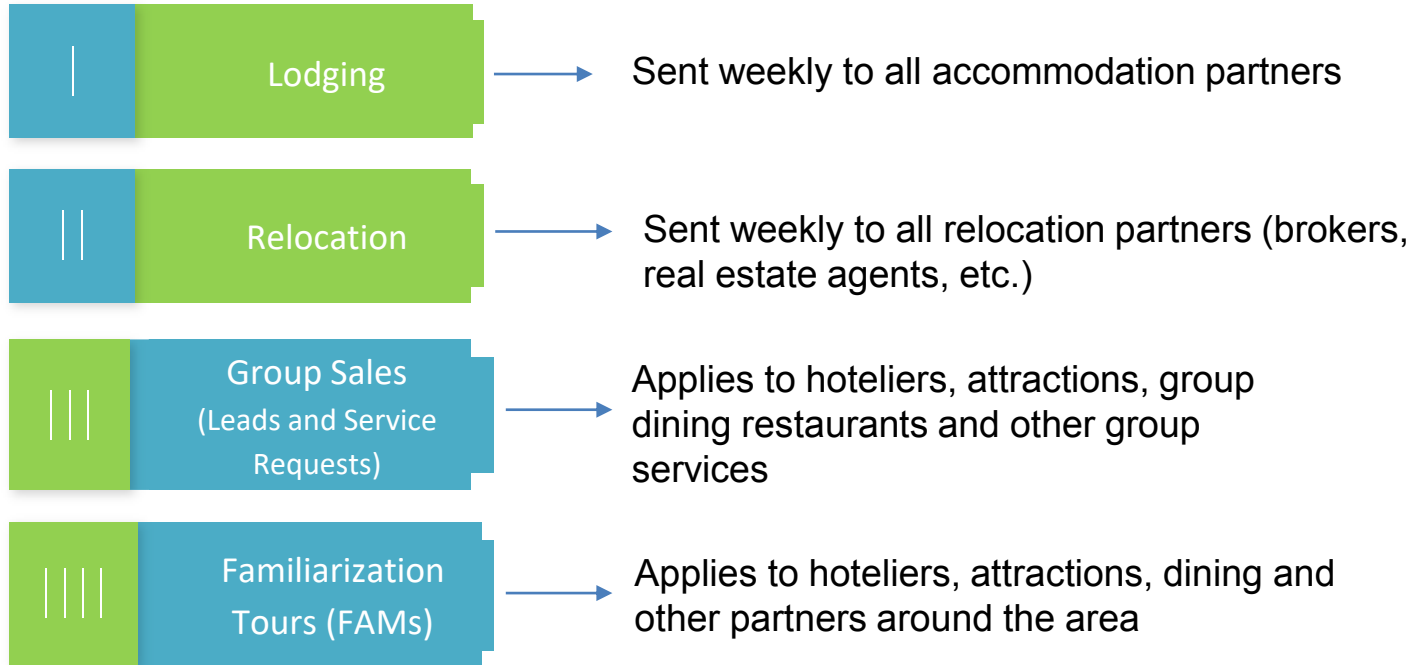 Lodging
Sent weekly to all accommodation partners
Relocation
Sent weekly to all relocation partners (brokers,
real estate agents, etc.)
Group Sales
(Leads and Service
Requests)
Applies to hoteliers, attractions, group
dining restaurants and other group
services
Familiarization
Tours (FAMs)
Applies to hoteliers, attractions, dining and
other partners around the area